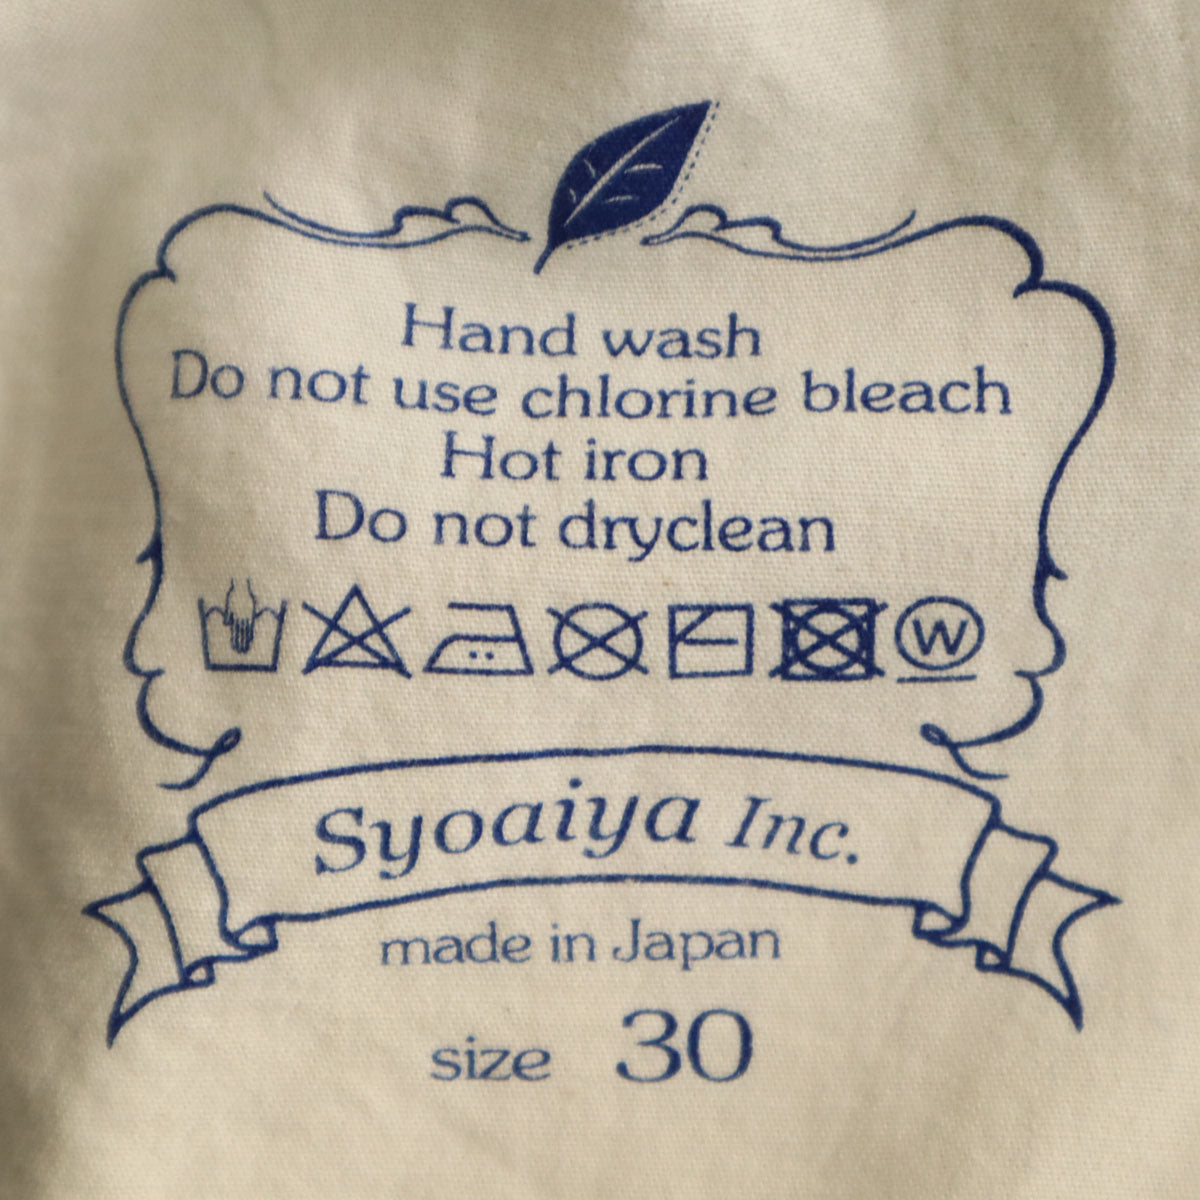 Hand wash
Do not use chlorine bleach
Hot iron
Do not dryclean
W
Syoaiya Inc.
made in Japan
size 30